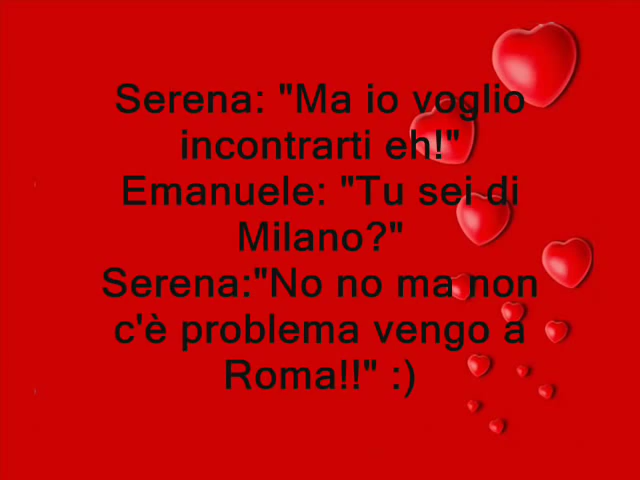 Serena: "Ma io voglio
incontrarti eh!"
Emanuele: "Tu sei di
Milano?"
Serena:"No no ma non
c'è problema vengo a
Roma!!" :)